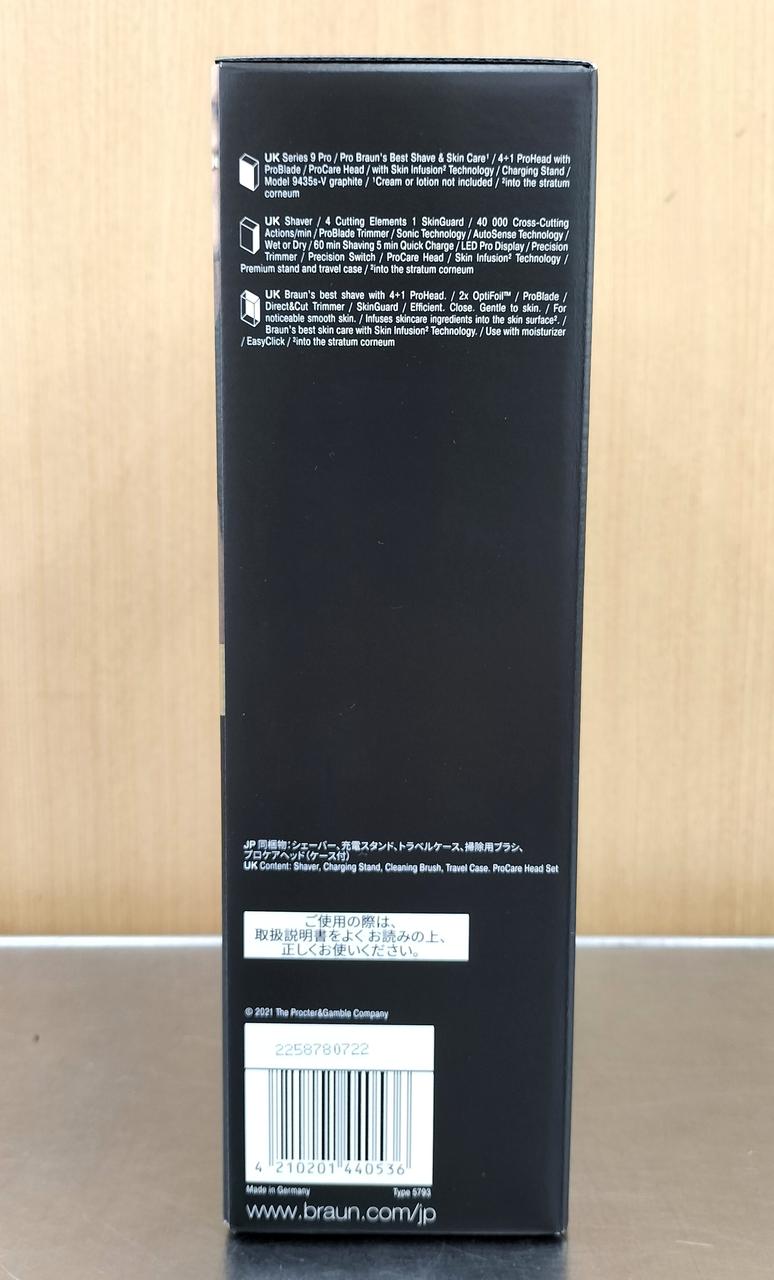 UK Series 9 Pro / Pro Braun's Best Shave & Skin Care¹ / 4+1 ProHead with
ProBlade / ProCare Head / with Skin Infusion² Technology / Charging Stand /
Model 9435s-V graphite / ¹Cream or lotion not included / ²into the stratum
corneum
UK Shaver / 4 Cutting Elements 1 SkinGuard / 40 000 Cross-Cutting
Actions/min / ProBlade Trimmer / Sonic Technology / AutoSense Technology /
Wet or Dry / 60 min Shaving 5 min Quick Charge / LED Pro Display / Precision
Trimmer / Precision Switch / ProCare Head / Skin Infusion² Technology /
Premium stand and travel case / ²into the stratum corneum
UK Braun's best shave with 4+1 ProHead. / 2x OptiFoil™ / ProBlade /
Direct&Cut Trimmer / SkinGuard / Efficient. Close. Gentle to skin. / For
noticeable smooth skin. / Infuses skincare ingredients into the skin surface². /
Braun's best skin care with Skin Infusion² Technology. / Use with moisturizer
/ EasyClick / ²into the stratum corneum
JP 同梱物：シェーバー、充電スタンド、トラベルケース、掃除用ブラシ、
プロケアヘッド（ケース付）
UK Content: Shaver, Charging Stand, Cleaning Brush, Travel Case. ProCare Head Set
ご使用の際は、
取扱説明書をよくお読みの上、
正しくお使いください。
© 2021 The Procter&Gamble Company
2258780722
4 210201 440536
Made in Germany Type 5793
www.braun.com/jp